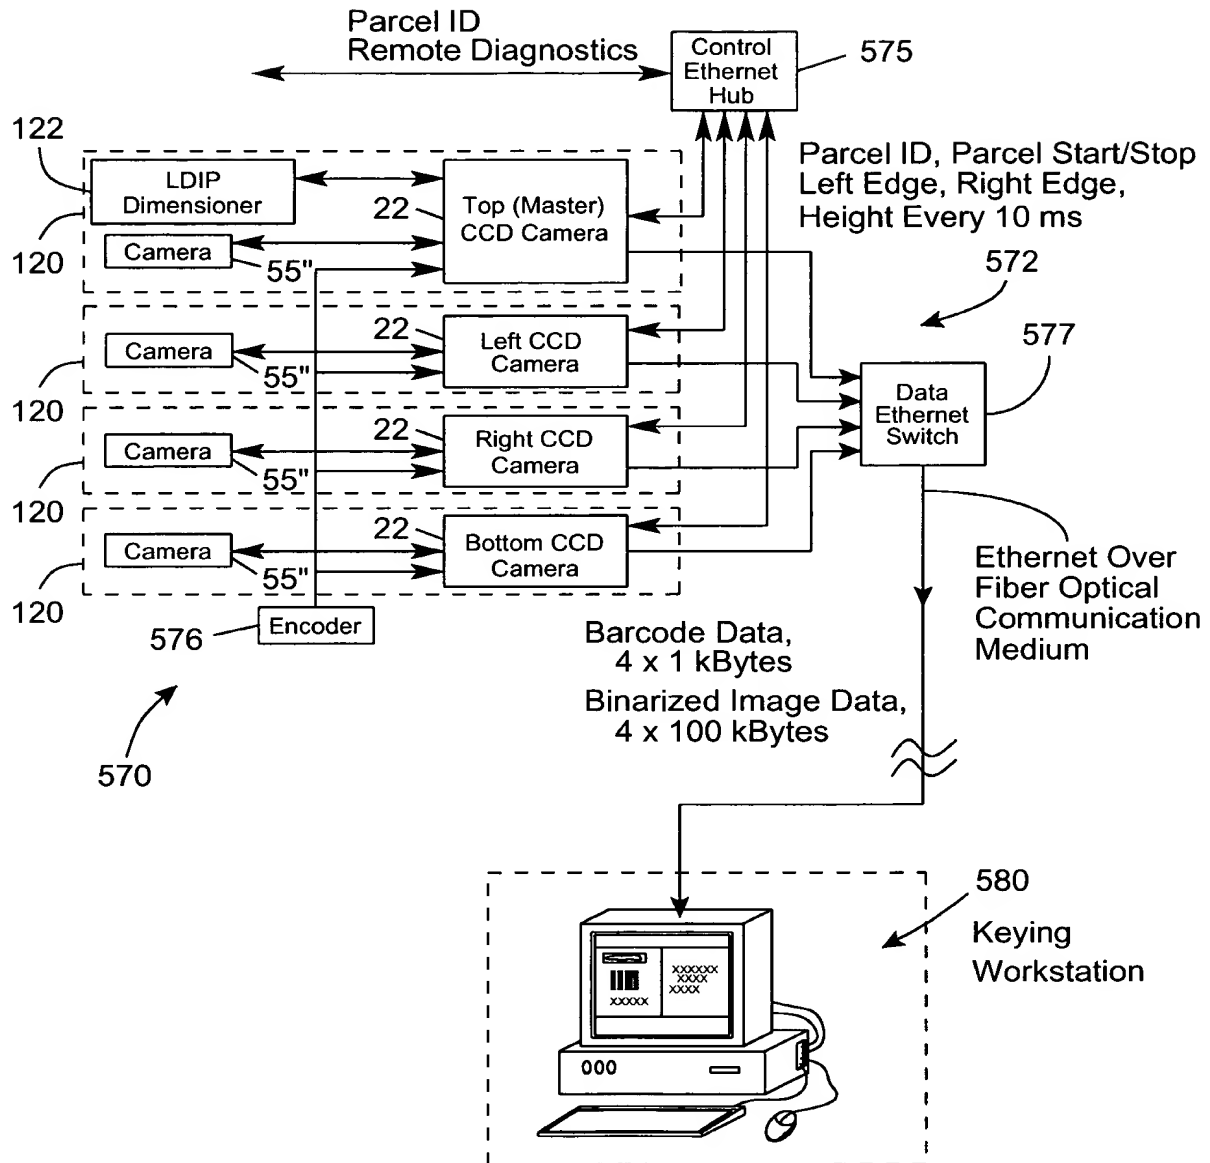 Parcel ID
Remote Diagnostics
Control
Ethernet
Hub
575
122
LDIP
Dimensioner
22
Top (Master)
CCD Camera
Parcel ID, Parcel Start/Stop
Left Edge, Right Edge,
Height Every 10 ms
120
Camera
55"
572
22
Left CCD
Camera
577
Camera
55"
Data
Ethernet
Switch
120
22
Right CCD
Camera
Camera
55"
120
22
Bottom CCD
Camera
Camera
55"
120
576
Encoder
Ethernet Over
Fiber Optical
Communication
Medium
Barcode Data,
4 x 1 kBytes
Binarized Image Data,
4 x 100 kBytes
570
580
Keying
Workstation
xxxxxx
xxxx
xxxx
xxxxx